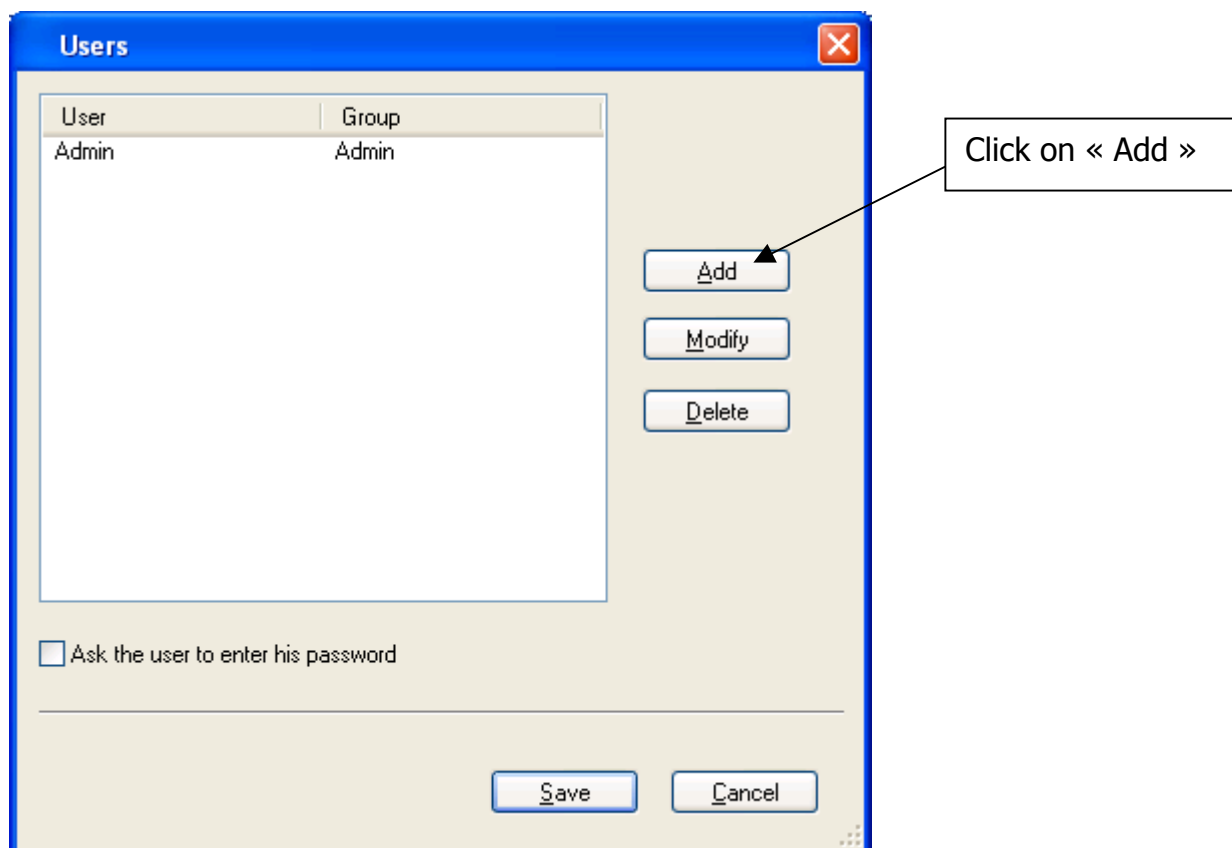 Users
User Group
Admin Admin
Click on « Add »
Add
Modify
Delete
Ask the user to enter his password
Save Cancel